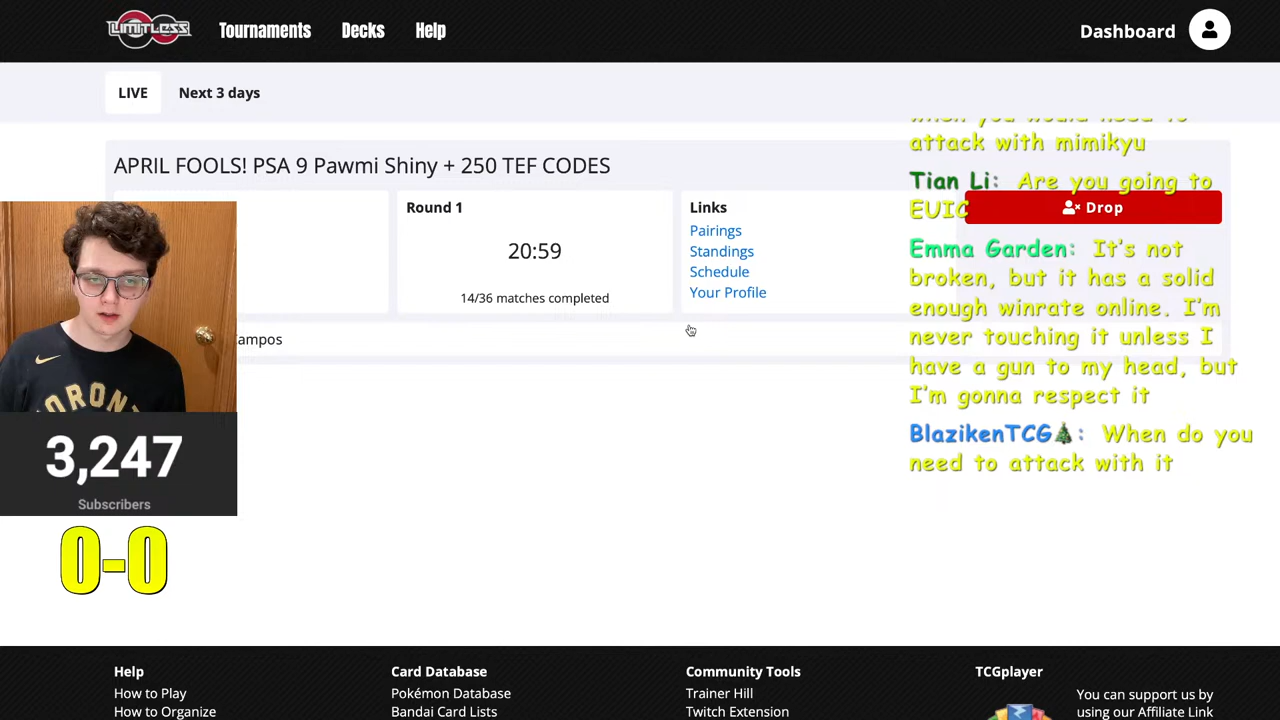 LIMITLESS
Tournaments
Decks
Help
Dashboard
LIVE
Next 3 days
APRIL FOOLS! PSA 9 Pawmi Shiny + 250 TEF CODES
Round 1
20:59
14/36 matches completed
Links
Pairings
Standings
Schedule
Your Profile
Drop
attack with mimikyu
Tian Li: Are you going to
EUIC
Emma Garden: It's not
broken, but it has a solid
enough winrate online. I'm
never touching it unless I
have a gun to my head, but
I'm gonna respect it
BlazikenTCG🌲: When do you
need to attack with it
ORON
3,247
Subscribers
0-0
Help
How to Play
How to Organize
Card Database
Pokémon Database
Bandai Card Lists
Community Tools
Trainer Hill
Twitch Extension
TCGplayer
You can support us by
using our Affiliate Link